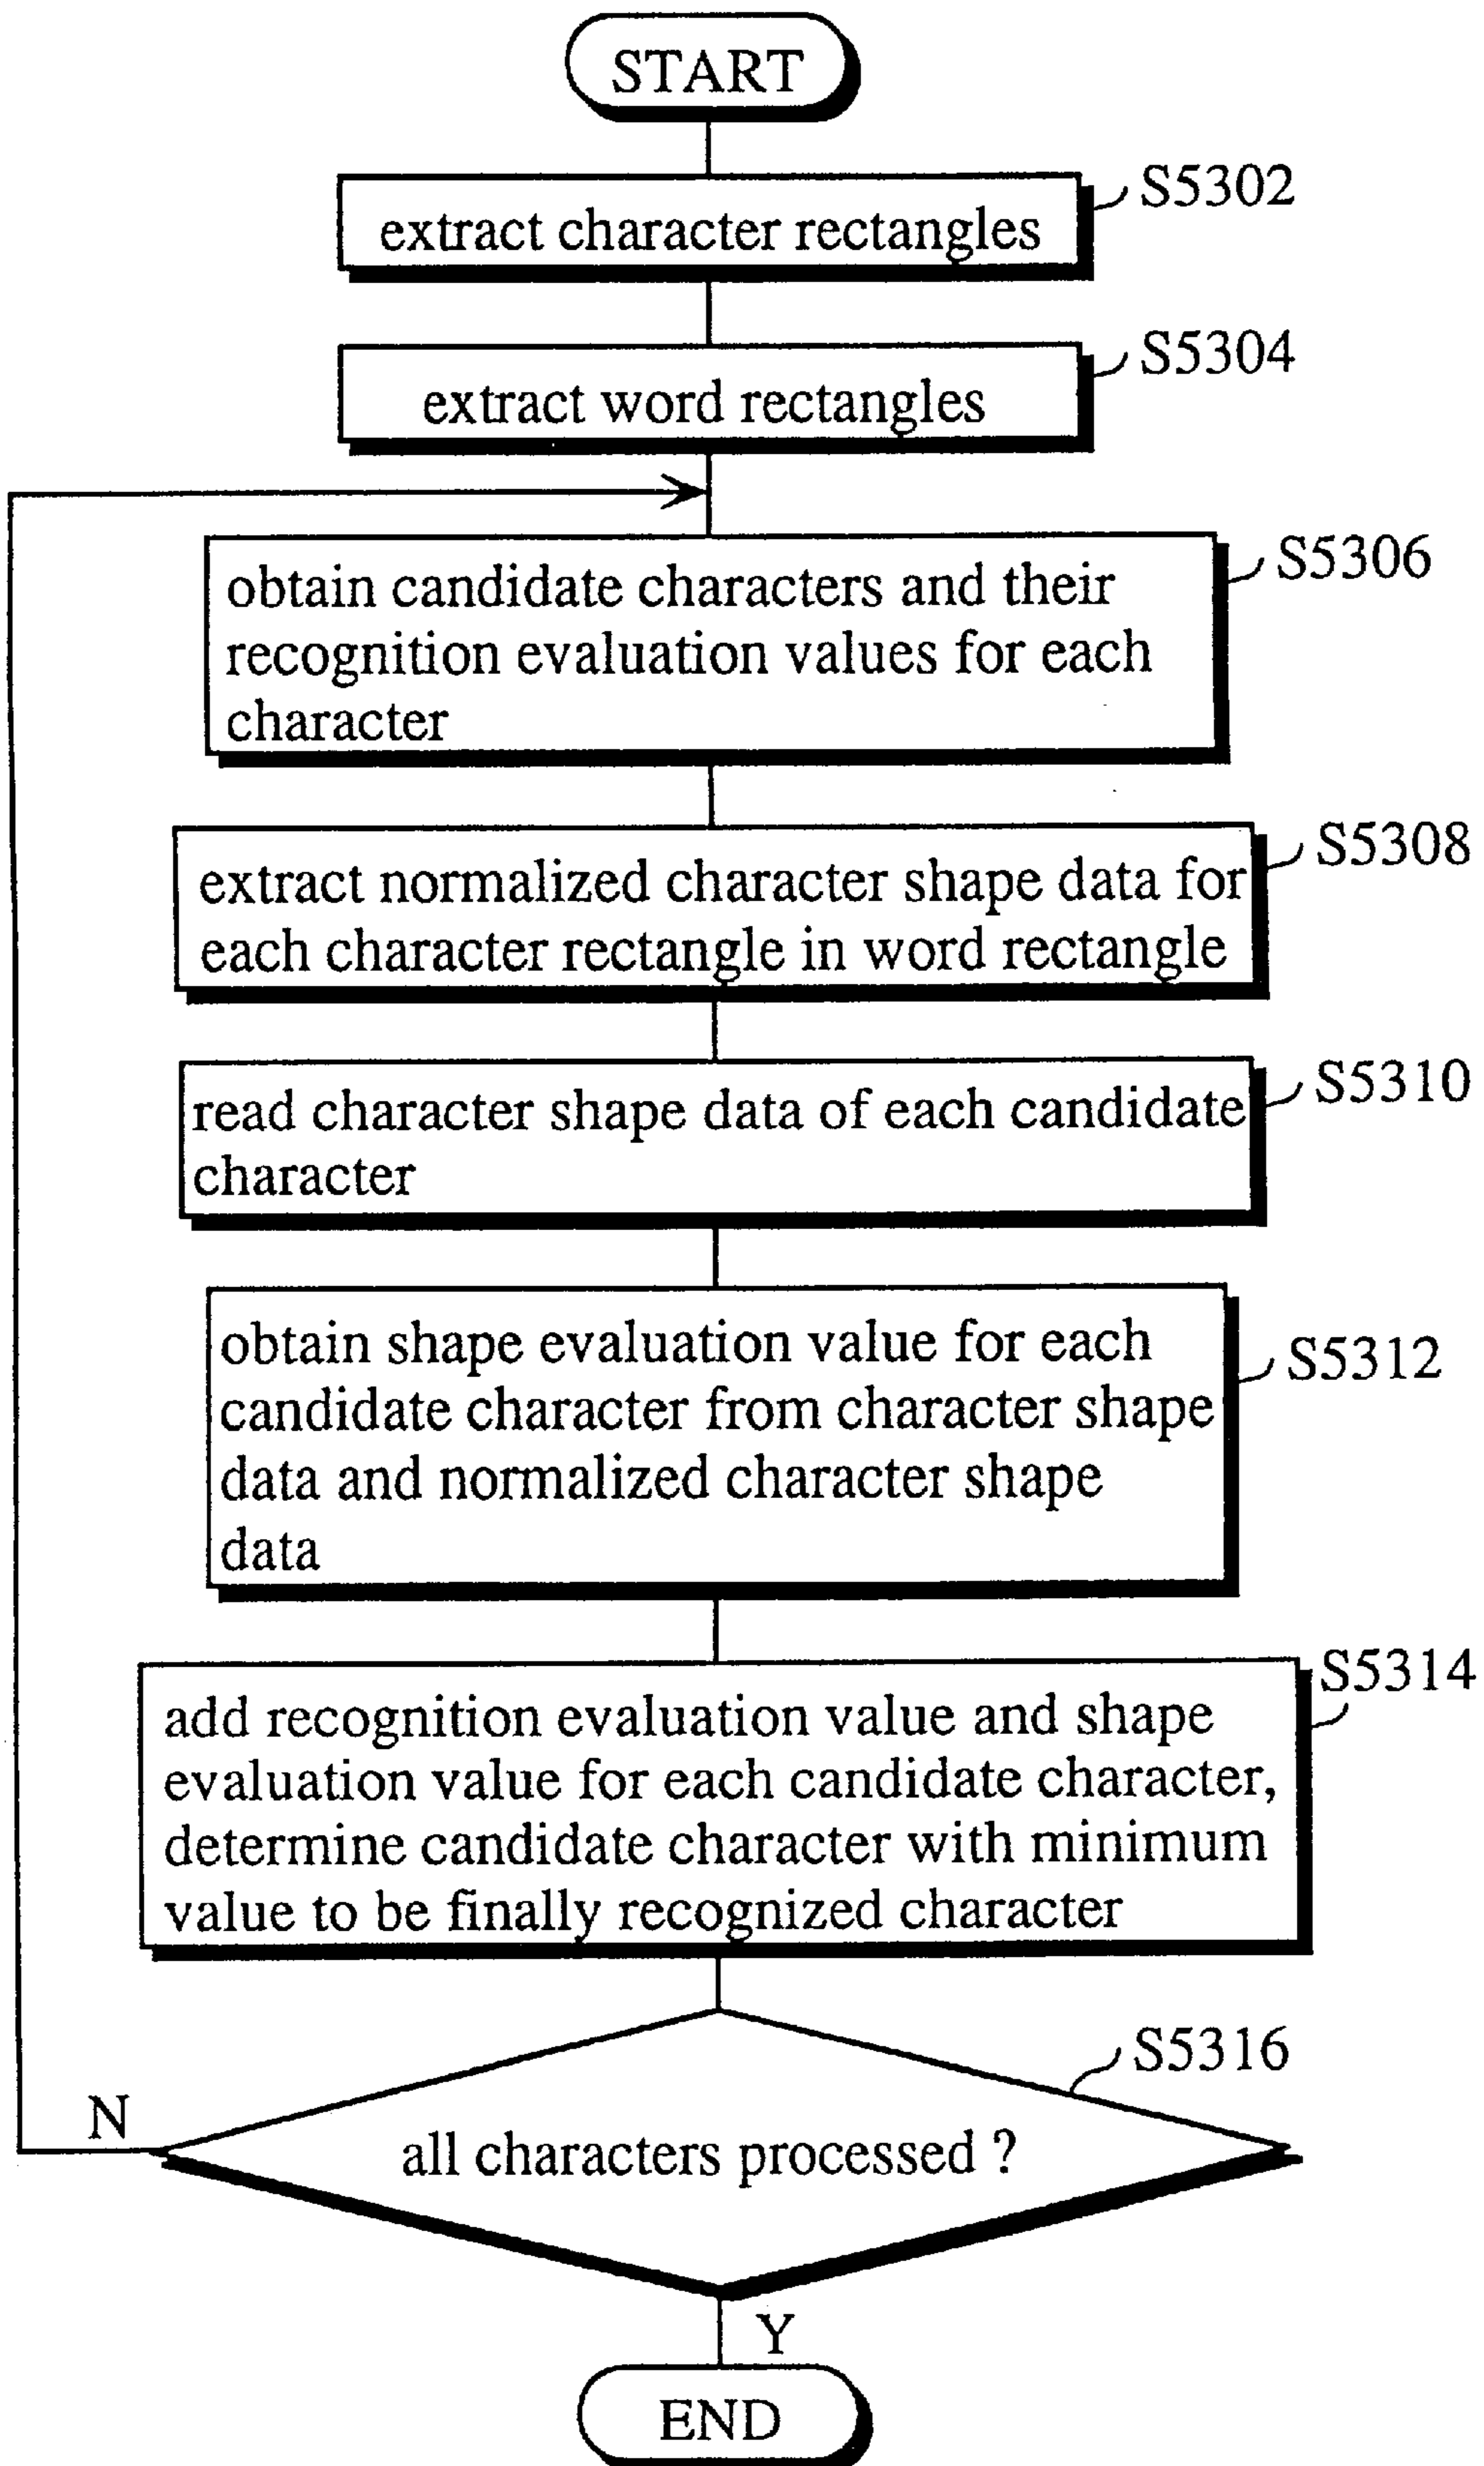 START
S5302
extract character rectangles
S5304
extract word rectangles
S5306
obtain candidate characters and their
recognition evaluation values for each
character
S5308
extract normalized character shape data for
each character rectangle in word rectangle
S5310
read character shape data of each candidate
character
S5312
obtain shape evaluation value for each
candidate character from character shape
data and normalized character shape
data
S5314
add recognition evaluation value and shape
evaluation value for each candidate character,
determine candidate character with minimum
value to be finally recognized character
S5316
N
all characters processed ?
Y
END